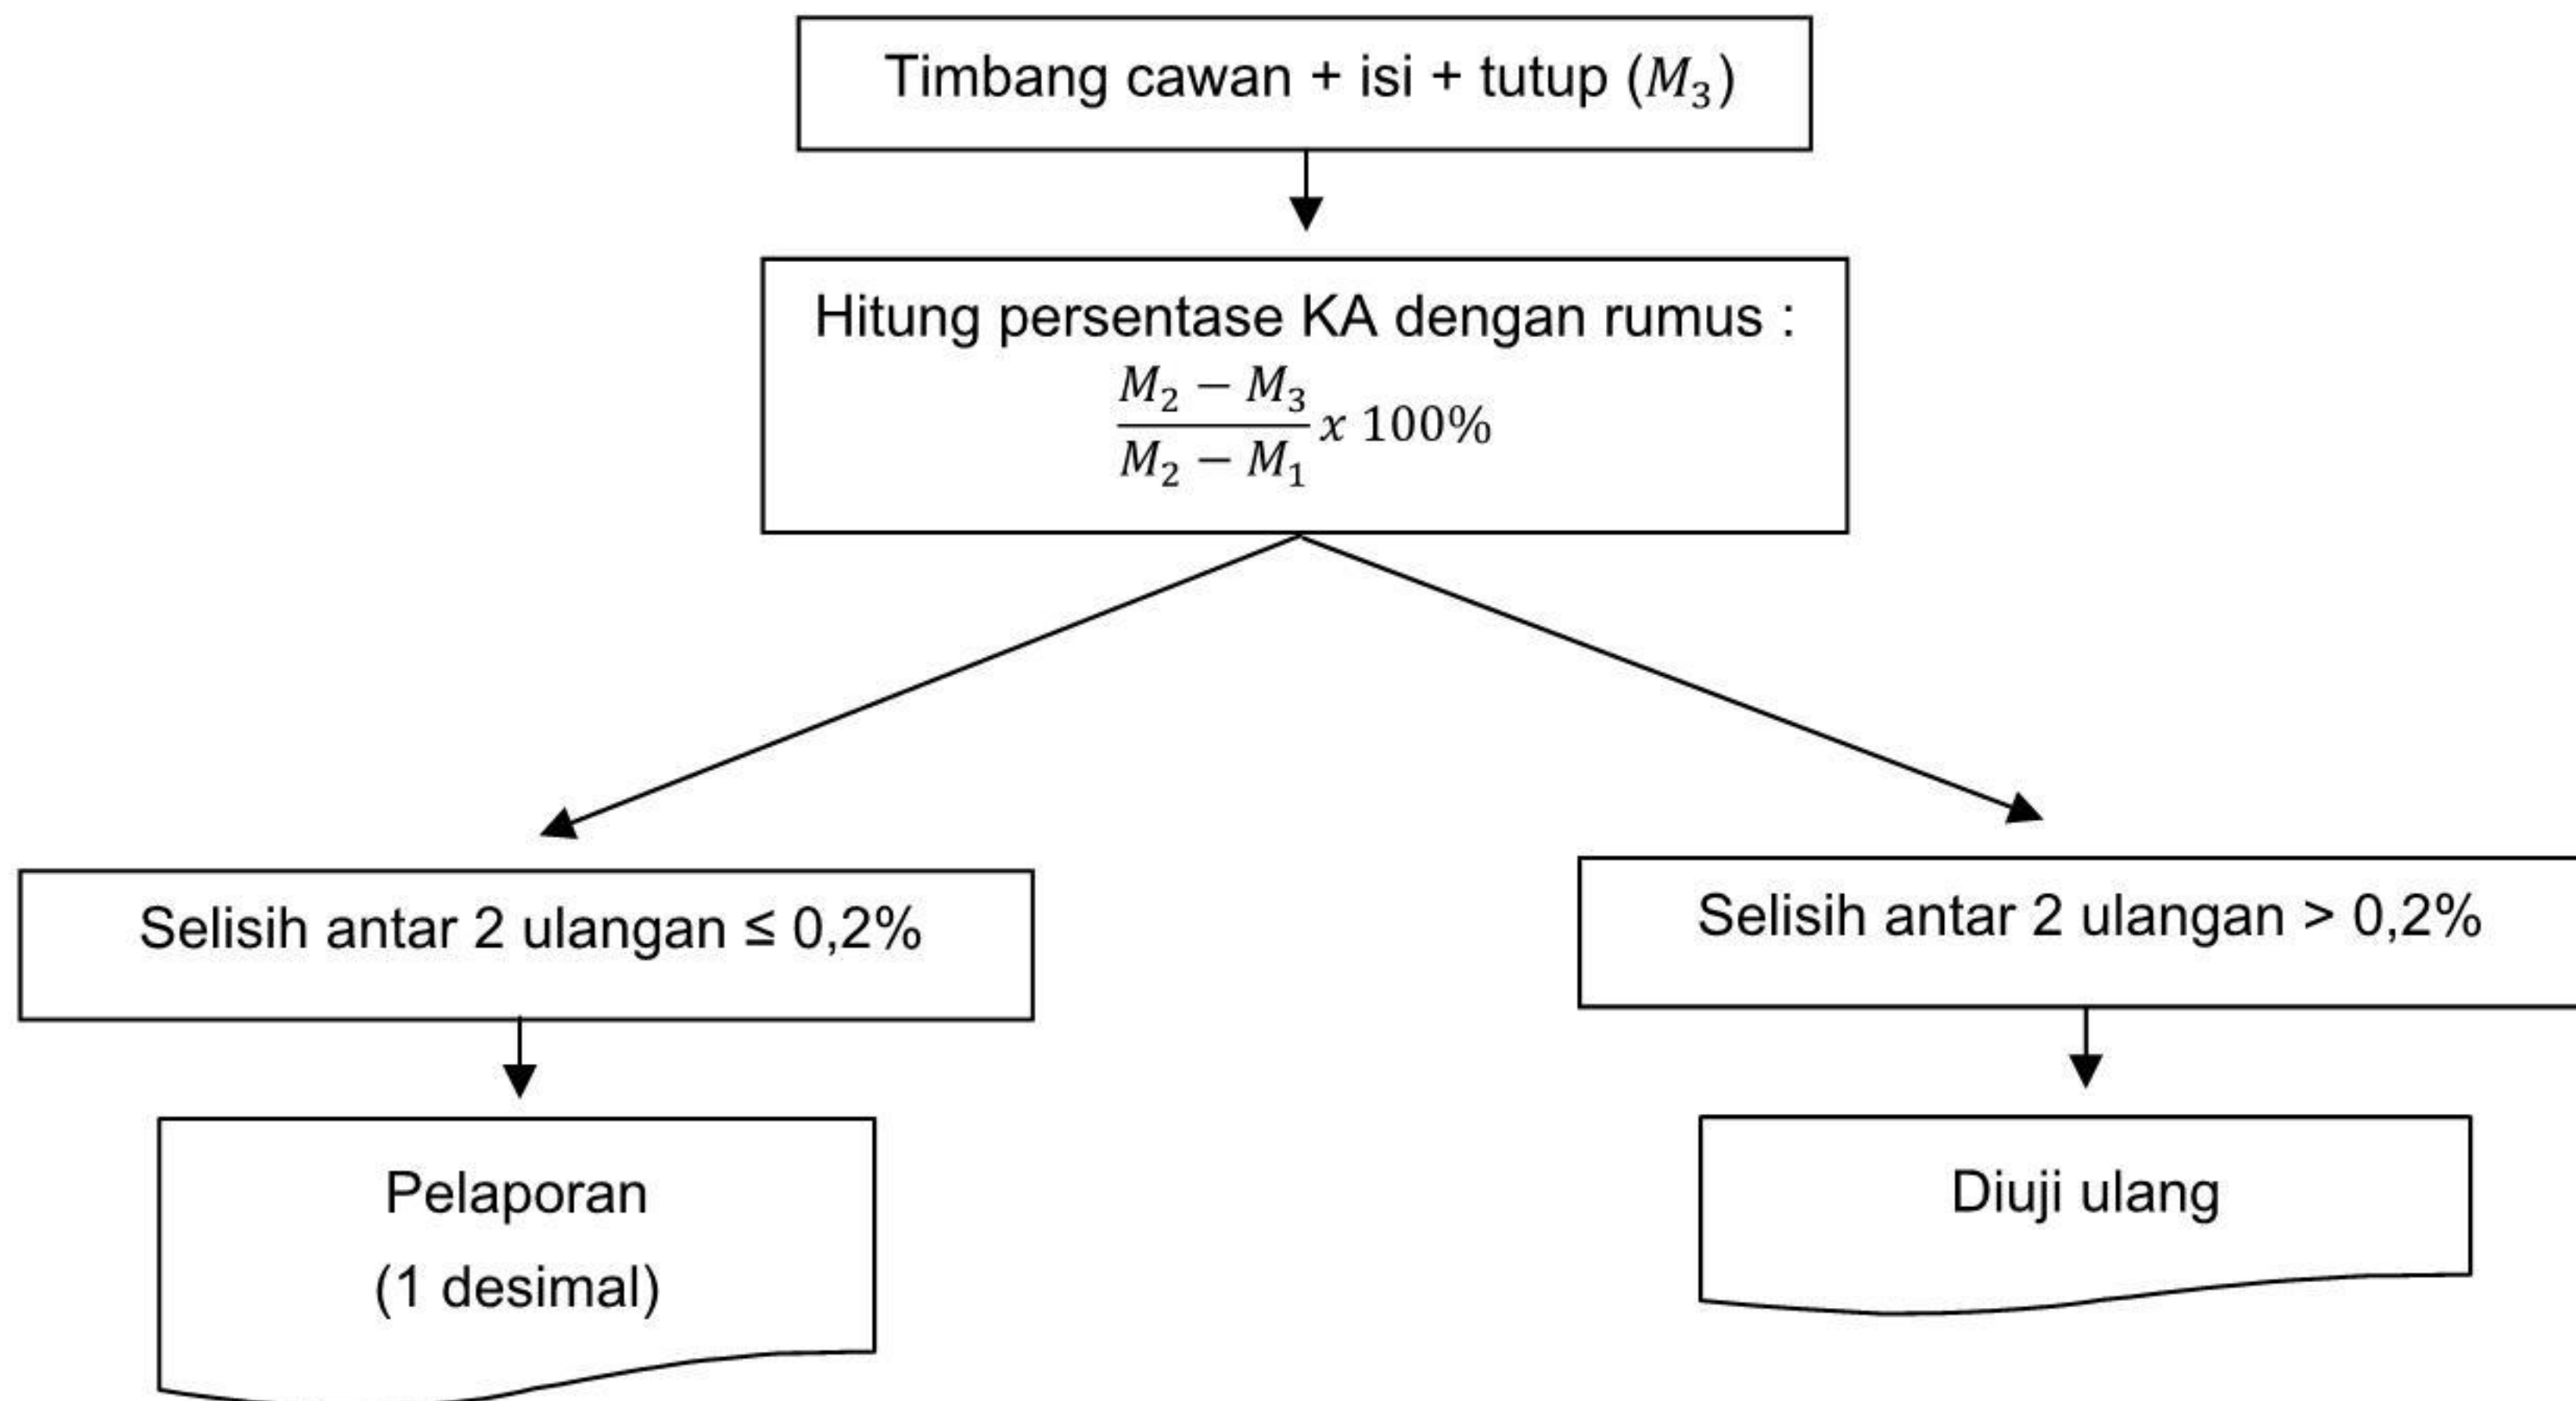 Timbang cawan + isi + tutup (M₃)
Hitung persentase KA dengan rumus :
M₂ − M₃
x 100%
M₂ − M₁
Selisih antar 2 ulangan ≤ 0,2%
Selisih antar 2 ulangan > 0,2%
Pelaporan
(1 desimal)
Diuji ulang